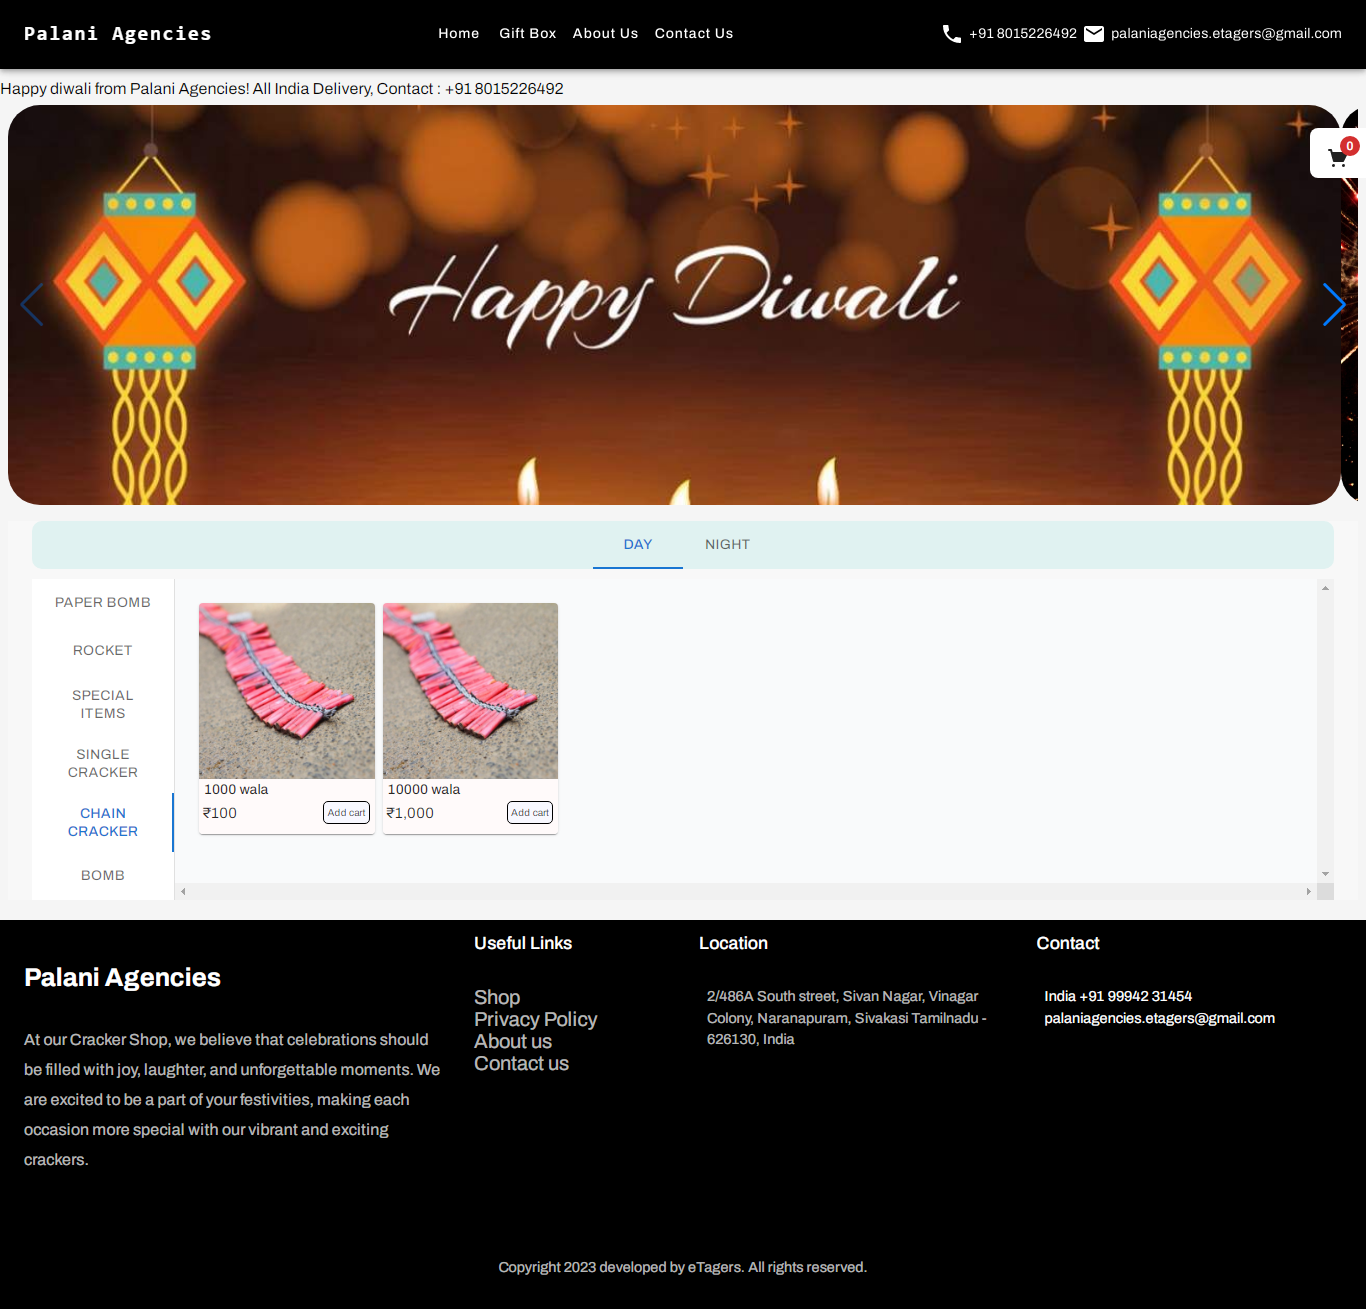 Palani Agencies
Home Gift Box About Us Contact Us
+91 8015226492 palaniagencies.etagers@gmail.com
Happy diwali from Palani Agencies! All India Delivery, Contact : +91 8015226492
0
Happy Diwali
DAY NIGHT
PAPER BOMB
ROCKET
SPECIAL
ITEMS
SINGLE
CRACKER
CHAIN
CRACKER
BOMB
1000 wala
₹100 Add cart
10000 wala
₹1,000 Add cart
Palani Agencies
At our Cracker Shop, we believe that celebrations should
be filled with joy, laughter, and unforgettable moments. We
are excited to be a part of your festivities, making each
occasion more special with our vibrant and exciting
crackers.
Useful Links
Shop
Privacy Policy
About us
Contact us
Location
2/486A South street, Sivan Nagar, Vinagar
Colony, Naranapuram, Sivakasi Tamilnadu -
626130, India
Contact
India +91 99942 31454
palaniagencies.etagers@gmail.com
Copyright 2023 developed by eTagers. All rights reserved.